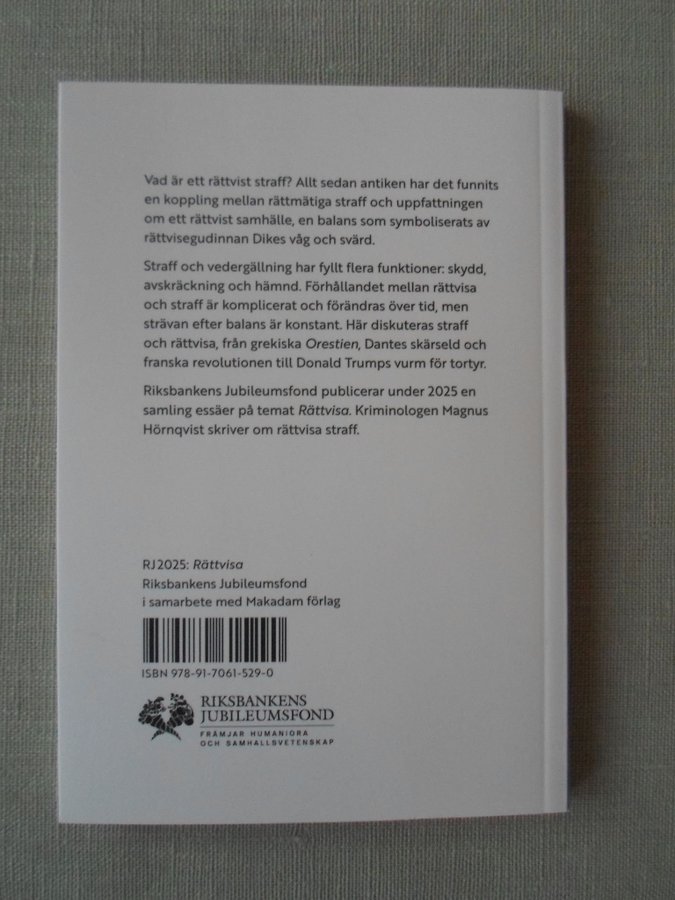 Vad är ett rättvist straff? Allt sedan antiken har det funnits
en koppling mellan rättmätiga straff och uppfattningen
om ett rättvist samhälle, en balans som symboliserats av
rättvisegudinnan Dikes våg och svärd.
Straff och vedergällning har fyllt flera funktioner: skydd,
avskräckning och hämnd. Förhållandet mellan rättvisa
och straff är komplicerat och förändras över tid, men
strävan efter balans är konstant. Här diskuteras straff
och rättvisa, från grekiska Orestien, Dantes skärseld och
franska revolutionen till Donald Trumps vurm för tortyr.
Riksbankens Jubileumsfond publicerar under 2025 en
samling essäer på temat Rättvisa. Kriminologen Magnus
Hörnqvist skriver om rättvisa straff.
RJ2025: Rättvisa
Riksbankens Jubileumsfond
i samarbete med Makadam förlag
ISBN 978-91-7061-529-0
RIKSBANKENS
JUBILEUMSFOND
FRÄMJAR HUMANIORA
OCH SAMHÄLLSVETENSKAP